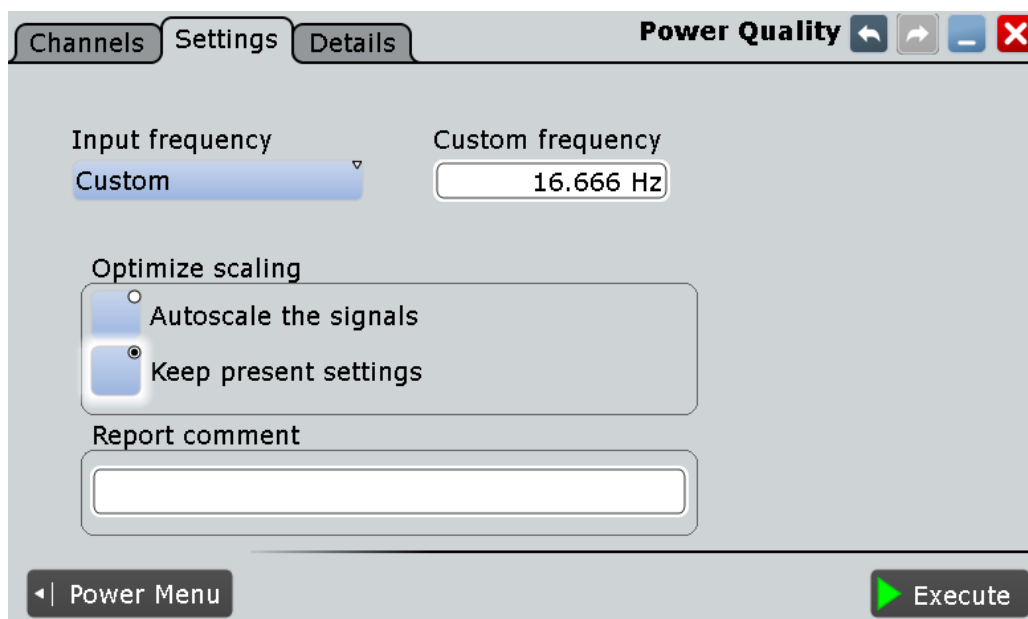 Channels Settings Details Power Quality
Input frequency Custom frequency
Custom 16.666 Hz
Optimize scaling
Autoscale the signals
Keep present settings
Report comment
Power Menu Execute